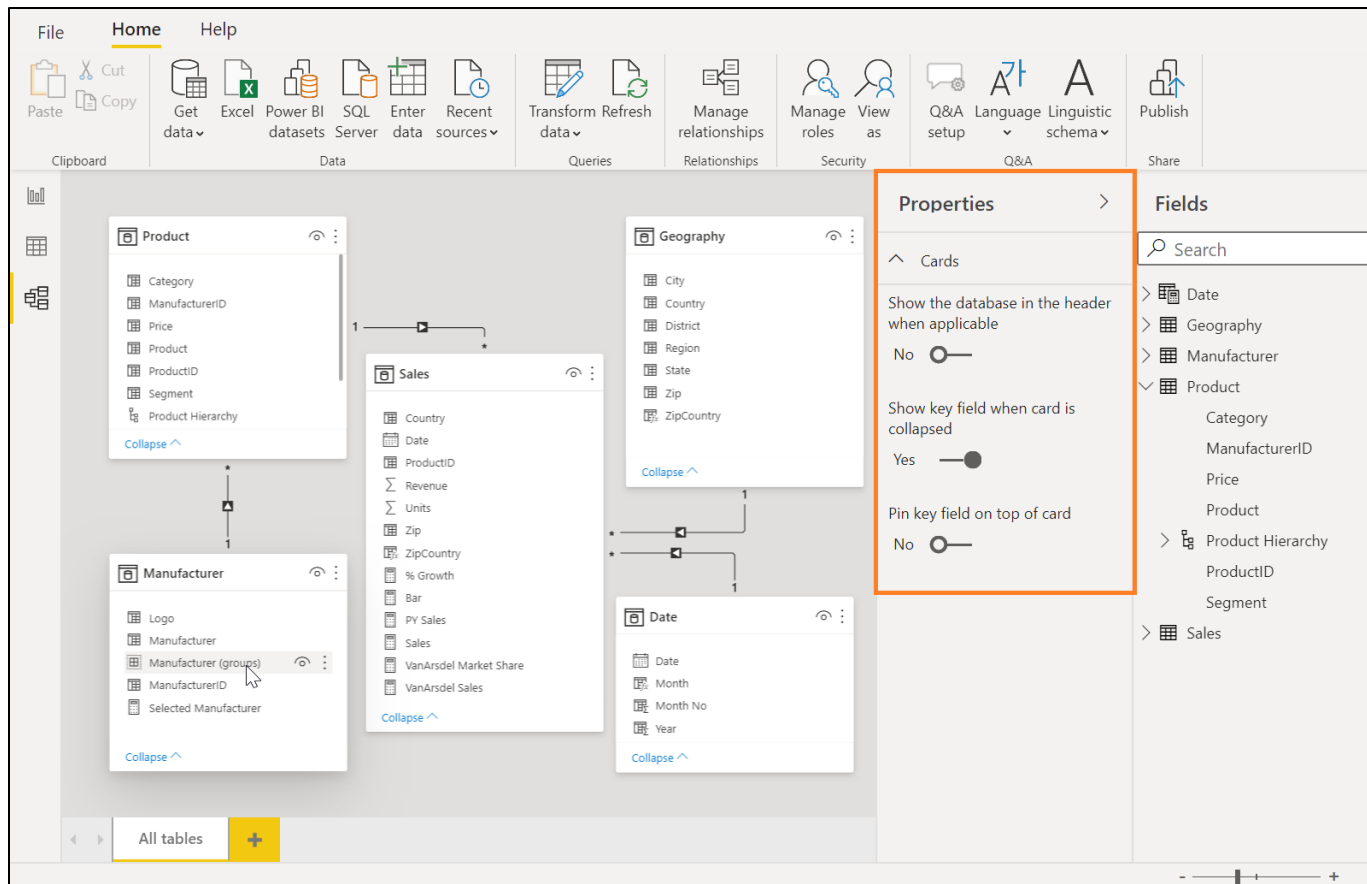 File Home Help
Paste
Cut
Copy
Clipboard
Get data
Excel
Power BI datasets
SQL Server
Enter data
Recent sources
Data
Transform data
Refresh
Queries
Manage relationships
Relationships
Manage roles
View as
Security
Q&A setup
Language
Linguistic schema
Q&A
Publish
Share
Product
Category
ManufacturerID
Price
Product
ProductID
Segment
Product Hierarchy
Collapse
1
*
*
1
Manufacturer
Logo
Manufacturer
Manufacturer (groups)
ManufacturerID
Selected Manufacturer
Collapse
Sales
Country
Date
ProductID
Revenue
Units
Zip
ZipCountry
% Growth
Bar
PY Sales
Sales
VanArsdel Market Share
VanArsdel Sales
Collapse
Geography
City
Country
District
Region
State
Zip
ZipCountry
Collapse
1
*
*
1
Date
Date
Month
Month No
Year
Collapse
Properties
Cards
Show the database in the header
when applicable
No
Show key field when card is
collapsed
Yes
Pin key field on top of card
No
Fields
Search
Date
Geography
Manufacturer
Product
Category
ManufacturerID
Price
Product
Product Hierarchy
ProductID
Segment
Sales
All tables
+
- +